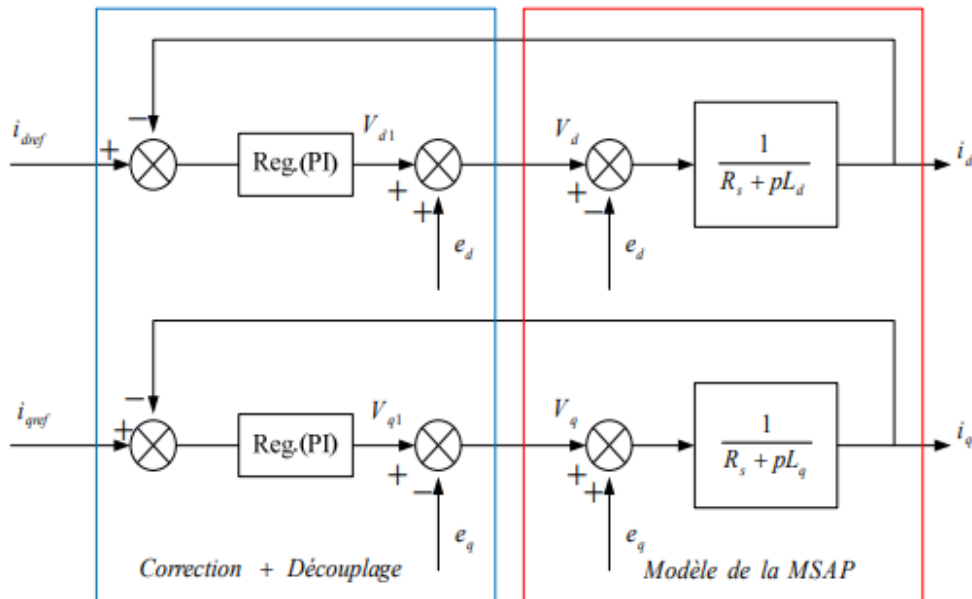 i_dref
−
+
Reg.(PI)
V_d1
+
+
e_d
V_d
+
−
e_d
1
R_s + pL_d
i_d
i_qref
−
+
Reg.(PI)
V_q1
+
−
e_q
V_q
+
+
e_q
1
R_s + pL_q
i_q
Correction + Découplage
Modèle de la MSAP